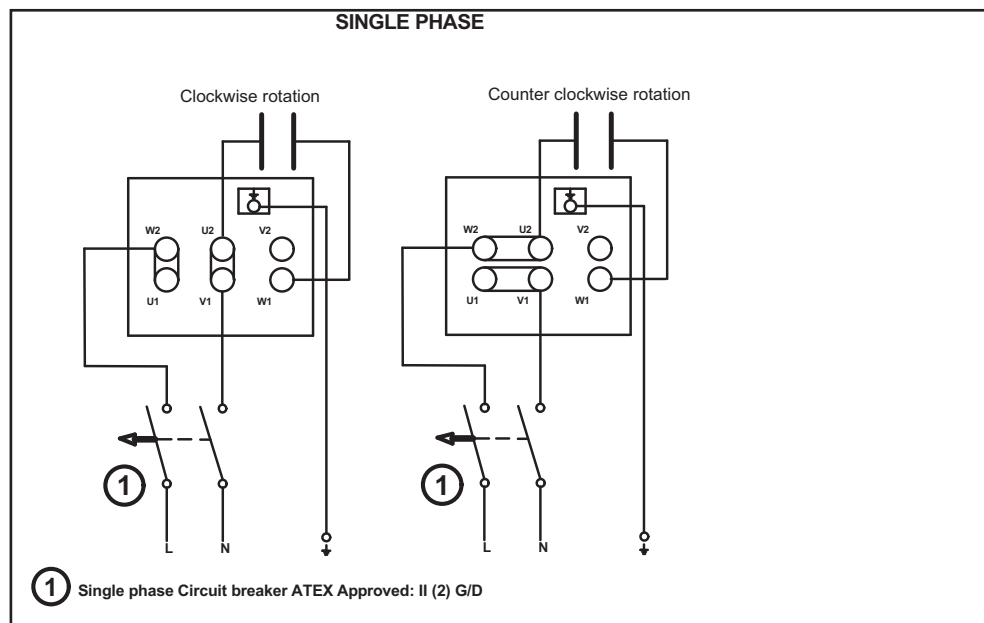 SINGLE PHASE
Clockwise rotation
W2 U2 V2
U1 V1 W1
1
L N
Counter clockwise rotation
W2 U2 V2
U1 V1 W1
1
L N
1 Single phase Circuit breaker ATEX Approved: II (2) G/D